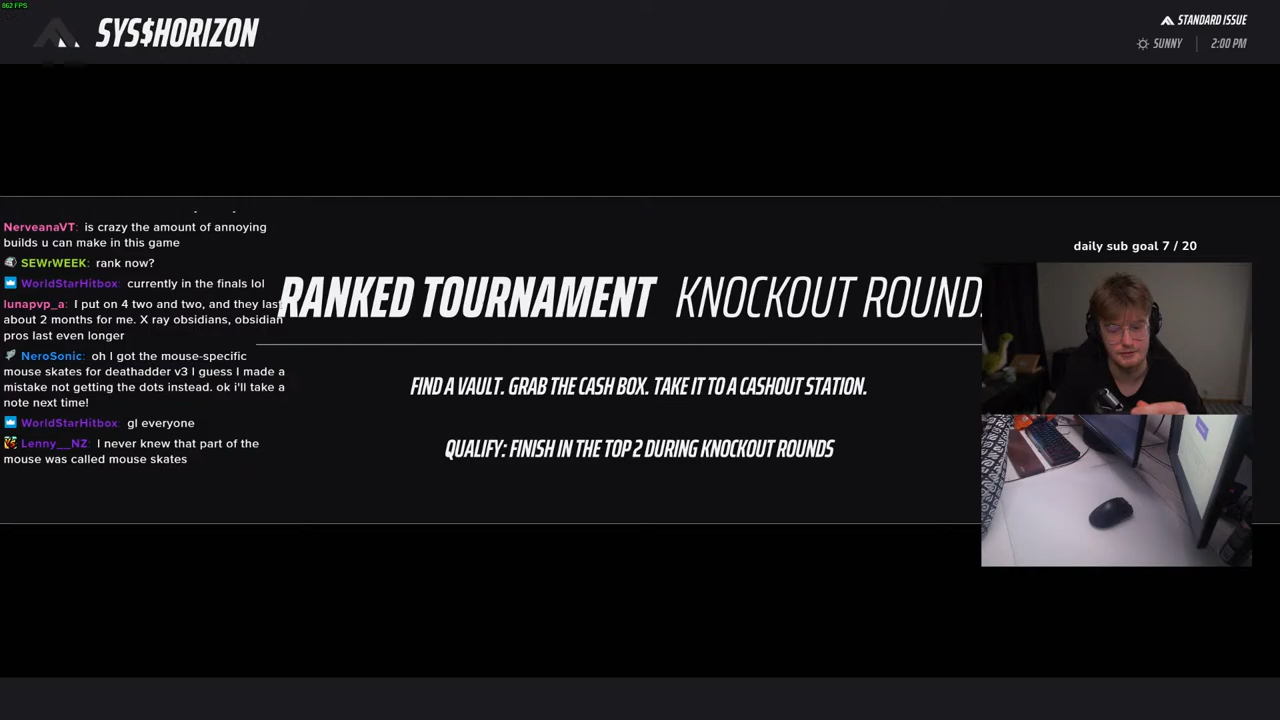 862 FPS
SYS$HORIZON
STANDARD ISSUE
SUNNY
2:00 PM
NerveanaVT: is crazy the amount of annoying
builds u can make in this game
SEWrWEEK: rank now?
WorldStarHitbox: currently in the finals lol
lunapvp_a: I put on 4 two and two, and they last
about 2 months for me. X ray obsidians, obsidian
pros last even longer
NeroSonic: oh I got the mouse-specific
mouse skates for deathadder v3 I guess I made a
mistake not getting the dots instead. ok i'll take a
note next time!
WorldStarHitbox: gl everyone
Lenny__NZ: I never knew that part of the
mouse was called mouse skates
RANKED TOURNAMENT KNOCKOUT ROUND
FIND A VAULT. GRAB THE CASH BOX. TAKE IT TO A CASHOUT STATION.
QUALIFY: FINISH IN THE TOP 2 DURING KNOCKOUT ROUNDS
daily sub goal 7 / 20